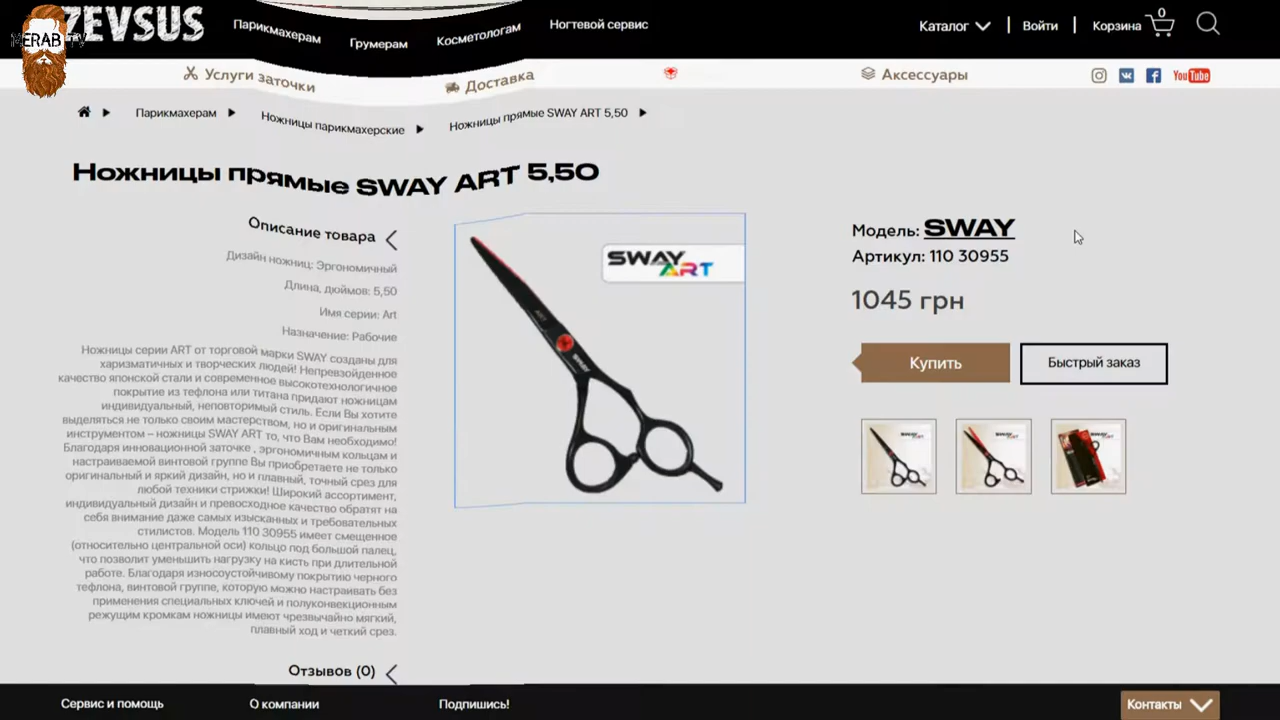 ZEVSUS
MERAB TV
Парикмахерам
Грумерам
Косметологам
Ногтевой сервис
Каталог
Войти
Корзина
0
Услуги заточки
Доставка
Аксессуары
YouTube
Парикмахерам
Ножницы парикмахерские
Ножницы прямые SWAY ART 5,50
Ножницы прямые SWAY ART 5,50
Описание товара
Дизайн ножниц: Эргономичный
Длина, дюймов: 5,50
Имя серии: Art
Назначение: Рабочие
Ножницы серии ART от торговой марки SWAY созданы для
харизматичных и творческих людей! Непревзойденное
качество японской стали и современное высокотехнологичное
покрытие из тефлона или титана придают ножницам
индивидуальный, неповторимый стиль. Если Вы хотите
выделяться не только своим мастерством, но и оригинальным
инструментом – ножницы SWAY ART то, что Вам необходимо!
Благодаря инновационной заточке , эргономичным кольцам и
настраиваемой винтовой группе Вы приобретаете не только
оригинальный и яркий дизайн, но и плавный, точный срез для
любой техники стрижки! Широкий ассортимент,
индивидуальный дизайн и превосходное качество обратят на
себя внимание даже самых изысканных и требовательных
стилистов. Модель 110 30955 имеет смещенное
(относительно центральной оси) кольцо под большой палец,
что позволит уменьшить нагрузку на кисть при длительной
работе. Благодаря износоустойчивому покрытию черного
тефлона, винтовой группе, которую можно настраивать без
применения специальных ключей и полуконвекционным
режущим кромкам ножницы имеют чрезвычайно мягкий,
плавный ход и четкий срез.
Отзывов (0)
SWAY
ART
Модель: SWAY
Артикул: 110 30955
1045 грн
Купить
Быстрый заказ
Сервис и помощь
О компании
Подпишись!
Контакты